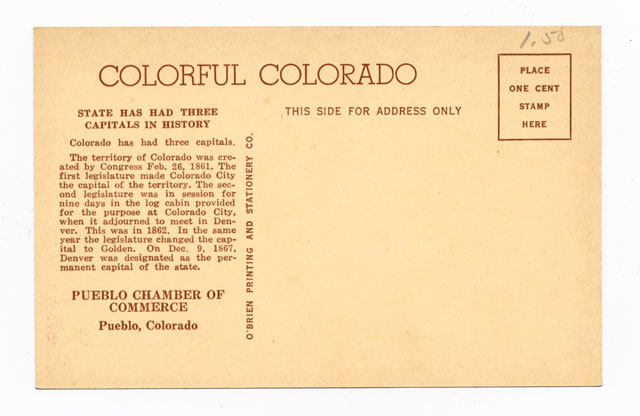 1.50
COLORFUL COLORADO
PLACE
ONE CENT
STAMP
HERE
STATE HAS HAD THREE
CAPITALS IN HISTORY
THIS SIDE FOR ADDRESS ONLY
Colorado has had three capitals.
The territory of Colorado was cre-
ated by Congress Feb. 26, 1861. The
first legislature made Colorado City
the capital of the territory. The sec-
ond legislature was in session for
nine days in the log cabin provided
for the purpose at Colorado City,
when it adjourned to meet in Den-
ver. This was in 1862. In the same
year the legislature changed the cap-
ital to Golden. On Dec. 9, 1867,
Denver was designated as the per-
manent capital of the state.
PUEBLO CHAMBER OF
COMMERCE
Pueblo, Colorado
O'BRIEN PRINTING AND STATIONERY CO.